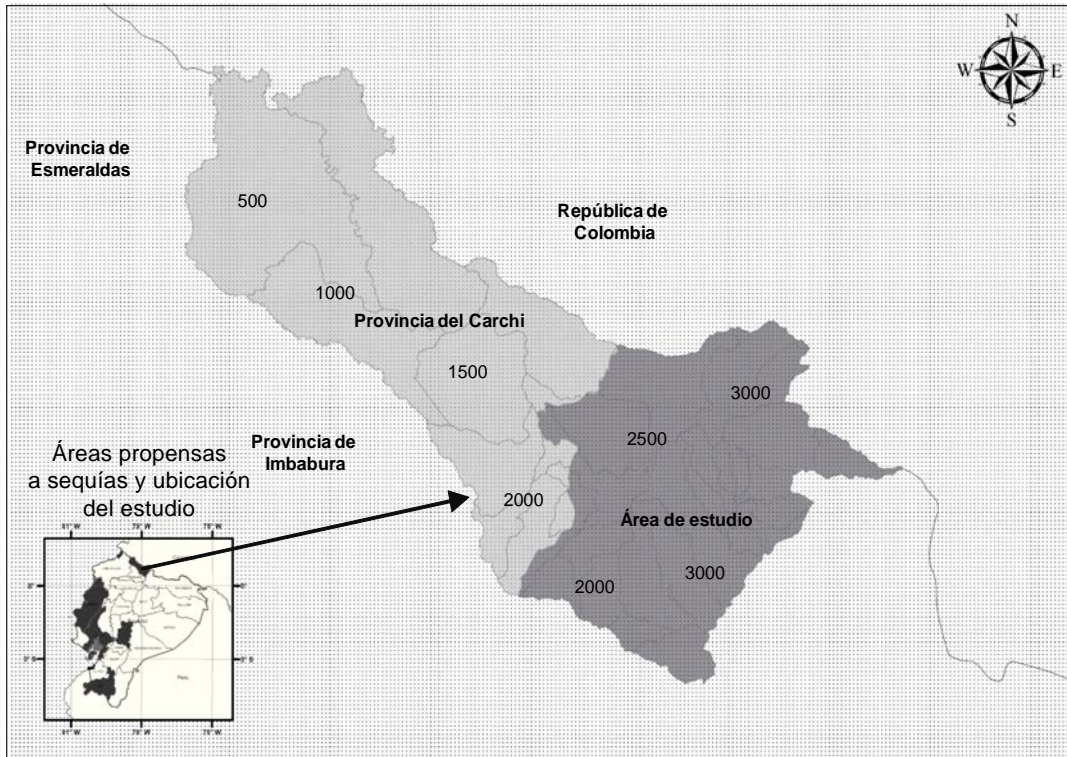 N
W
E
S
Provincia de
Esmeraldas
500
República de
Colombia
1000
Provincia del Carchi
1500
3000
2500
Provincia de
Imbabura
Áreas propensas
a sequías y ubicación
del estudio
2000
Área de estudio
2000
3000